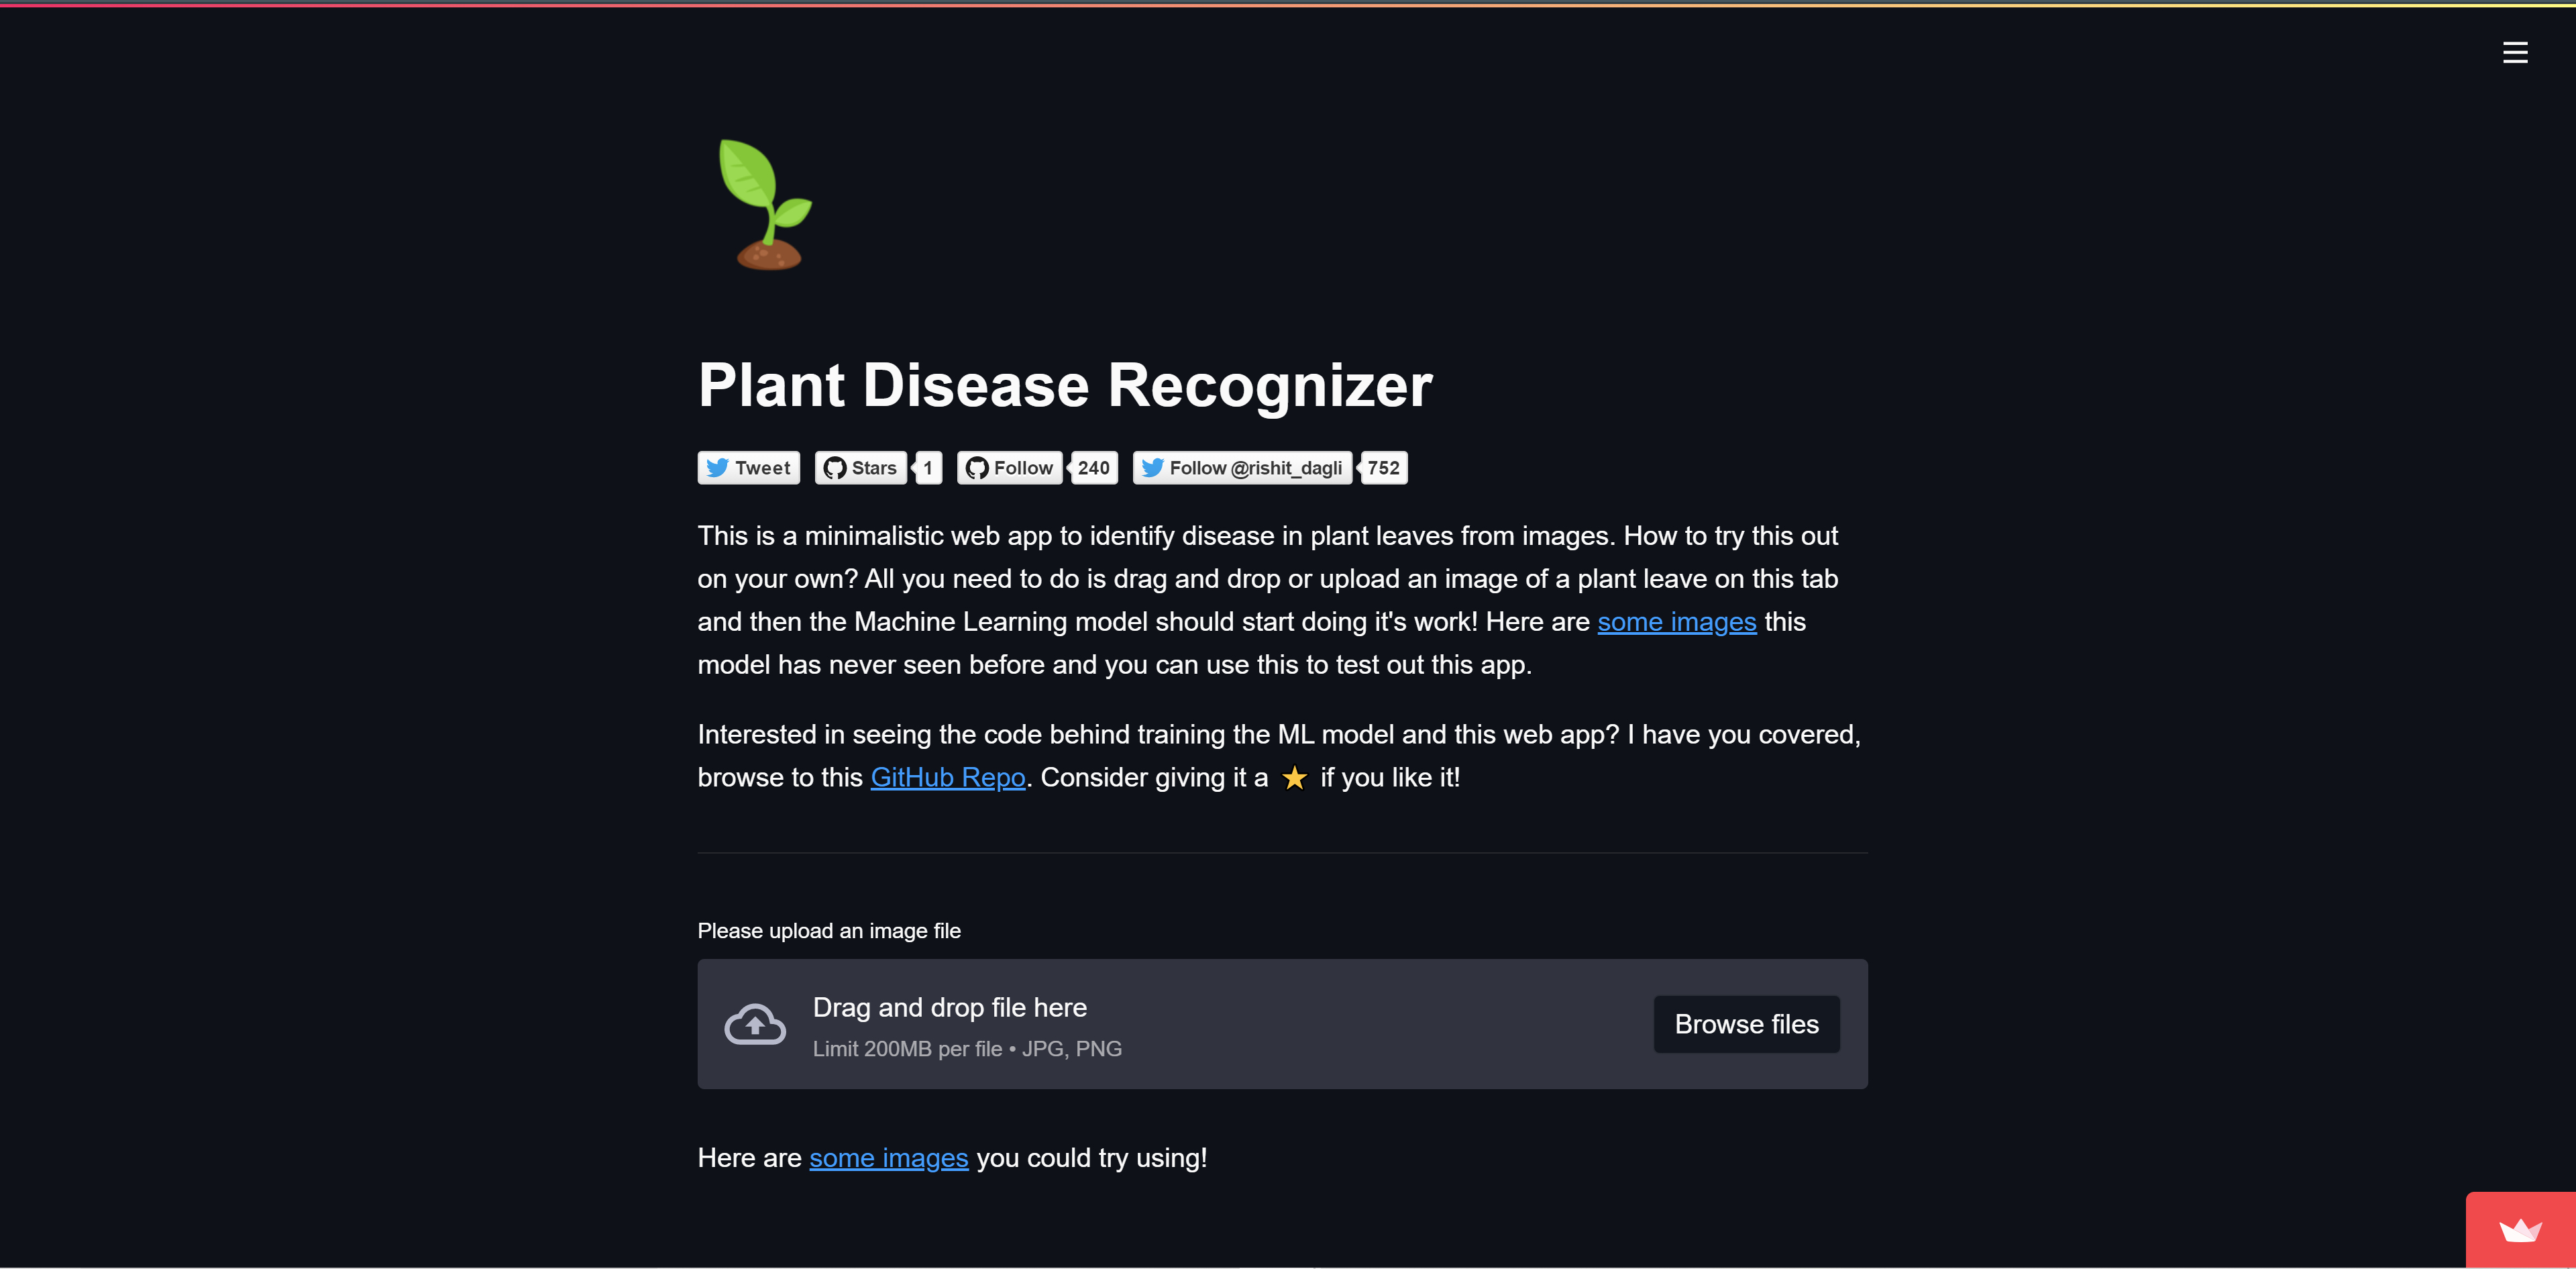 Plant Disease Recognizer
Tweet Stars 1 Follow 240 Follow @rishit_dagli 752
This is a minimalistic web app to identify disease in plant leaves from images. How to try this out
on your own? All you need to do is drag and drop or upload an image of a plant leave on this tab
and then the Machine Learning model should start doing it's work! Here are some images this
model has never seen before and you can use this to test out this app.
Interested in seeing the code behind training the ML model and this web app? I have you covered,
browse to this GitHub Repo. Consider giving it a ⭐ if you like it!
Please upload an image file
Drag and drop file here
Limit 200MB per file • JPG, PNG
Browse files
Here are some images you could try using!